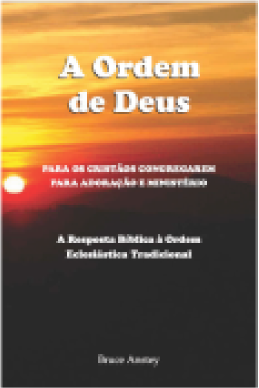 A Ordem
de Deus
PARA OS CRISTÃOS CONGREGAREM
PARA ADORAÇÃO E MINISTÉRIO
A Resposta Bíblica à Ordem
Eclesiástica Tradicional
Bruce Anstey